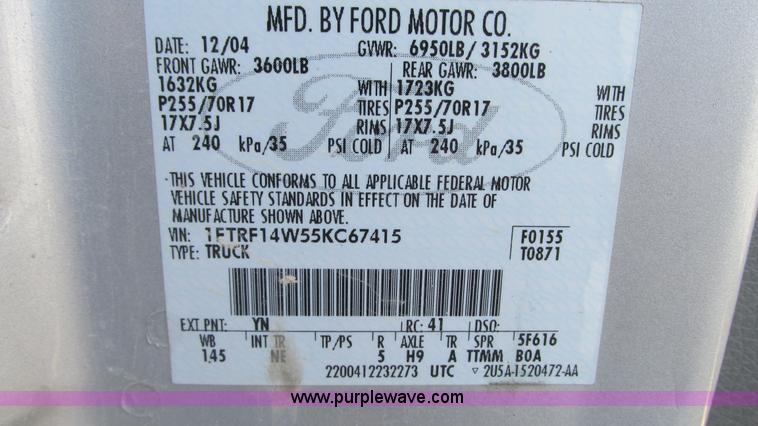 MFD. BY FORD MOTOR CO.
DATE: 12/04 GVWR: 6950LB/ 3152KG
FRONT GAWR: 3600LB REAR GAWR: 3800LB
1632KG WITH 1723KG WITH
P255/70R17 TIRES P255/70R17 TIRES
17X7.5J RIMS 17X7.5J RIMS
AT 240 kPa/35 PSI COLD AT 240 kPa/35 PSI COLD
Ford
THIS VEHICLE CONFORMS TO ALL APPLICABLE FEDERAL MOTOR
VEHICLE SAFETY STANDARDS IN EFFECT ON THE DATE OF
MANUFACTURE SHOWN ABOVE.
VIN: 1FTRF14W55KC67415 F0155
TYPE: TRUCK T0871
EXT PNT: YN RC: 41 DSO:
WB INT TR TP/PS R AXLE TR SPR 5F616
145 NE 5 H9 A TTMM B0A
2200412232273 UTC ▽ 2U5A-1520472-AA
www.purplewave.com